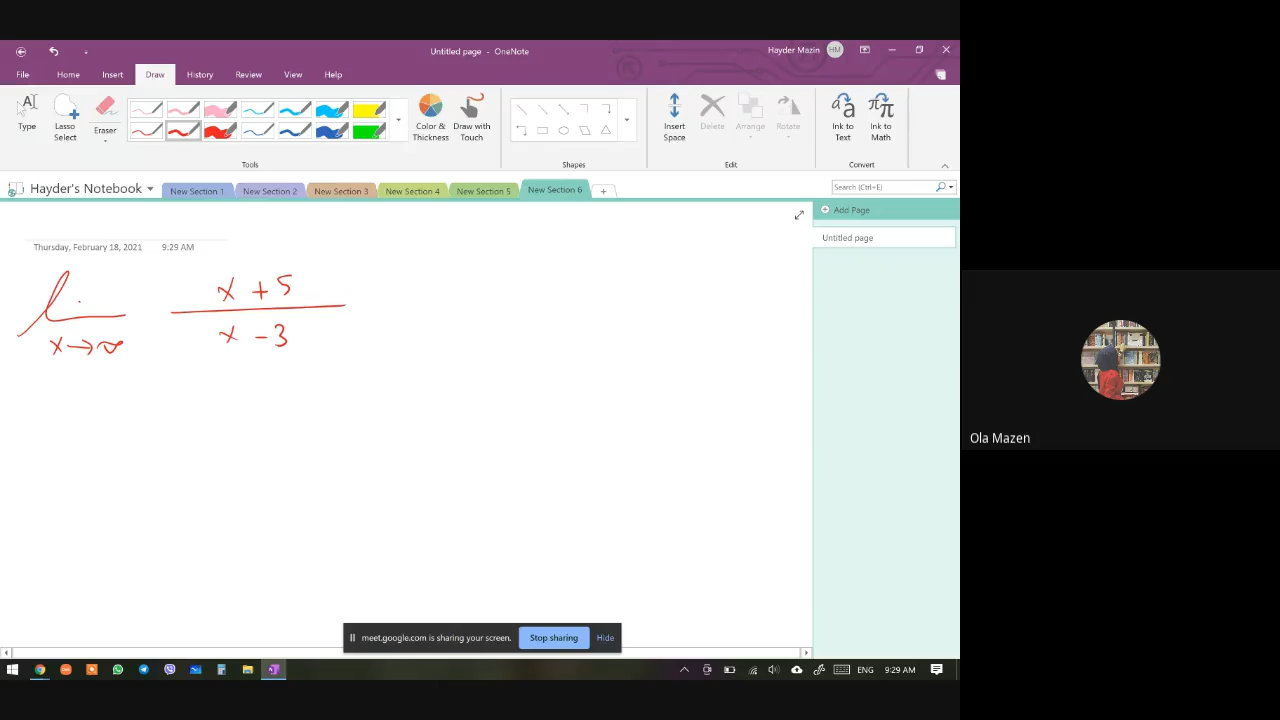 Untitled page - OneNote
Hayder Mazin HM
File Home Insert Draw History Review View Help
Type Lasso Select Eraser Color & Thickness Draw with Touch Insert Space Delete Arrange Rotate Ink to Text Ink to Math
Tools Shapes Edit Convert
Hayder's Notebook New Section 1 New Section 2 New Section 3 New Section 4 New Section 5 New Section 6 Search (Ctrl+E)
Add Page
Untitled page
Thursday, February 18, 2021 9:29 AM
x + 5
lim
x → ∞ x - 3
Ola Mazen
meet.google.com is sharing your screen. Stop sharing Hide
ENG 9:29 AM